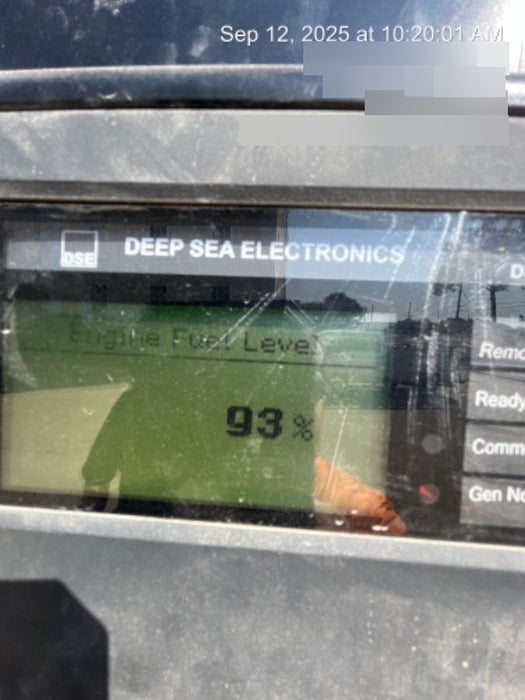 Sep 12, 2025 at 10:20:01 AM
DSE
DEEP SEA ELECTRONICS
D
Engine Fuel Level
93 %
Remo
Ready
Comm
Gen No